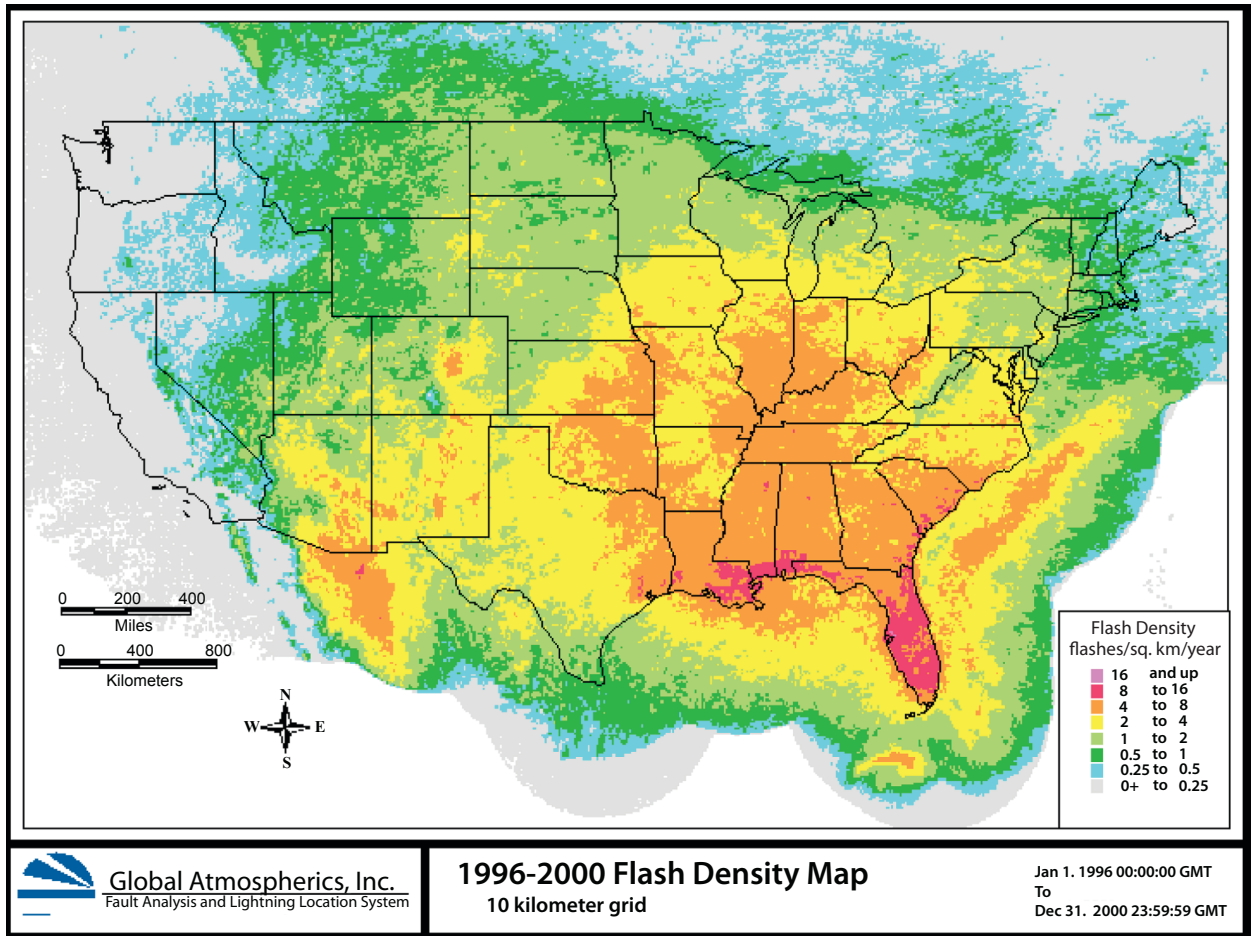 0 200 400
Miles
0 400 800
Kilometers
N
W E
S
Flash Density
flashes/sq. km/year
16 and up
8 to 16
4 to 8
2 to 4
1 to 2
0.5 to 1
0.25 to 0.5
0+ to 0.25
Global Atmospherics, Inc.
Fault Analysis and Lightning Location System
1996-2000 Flash Density Map
10 kilometer grid
Jan 1. 1996 00:00:00 GMT
To
Dec 31. 2000 23:59:59 GMT